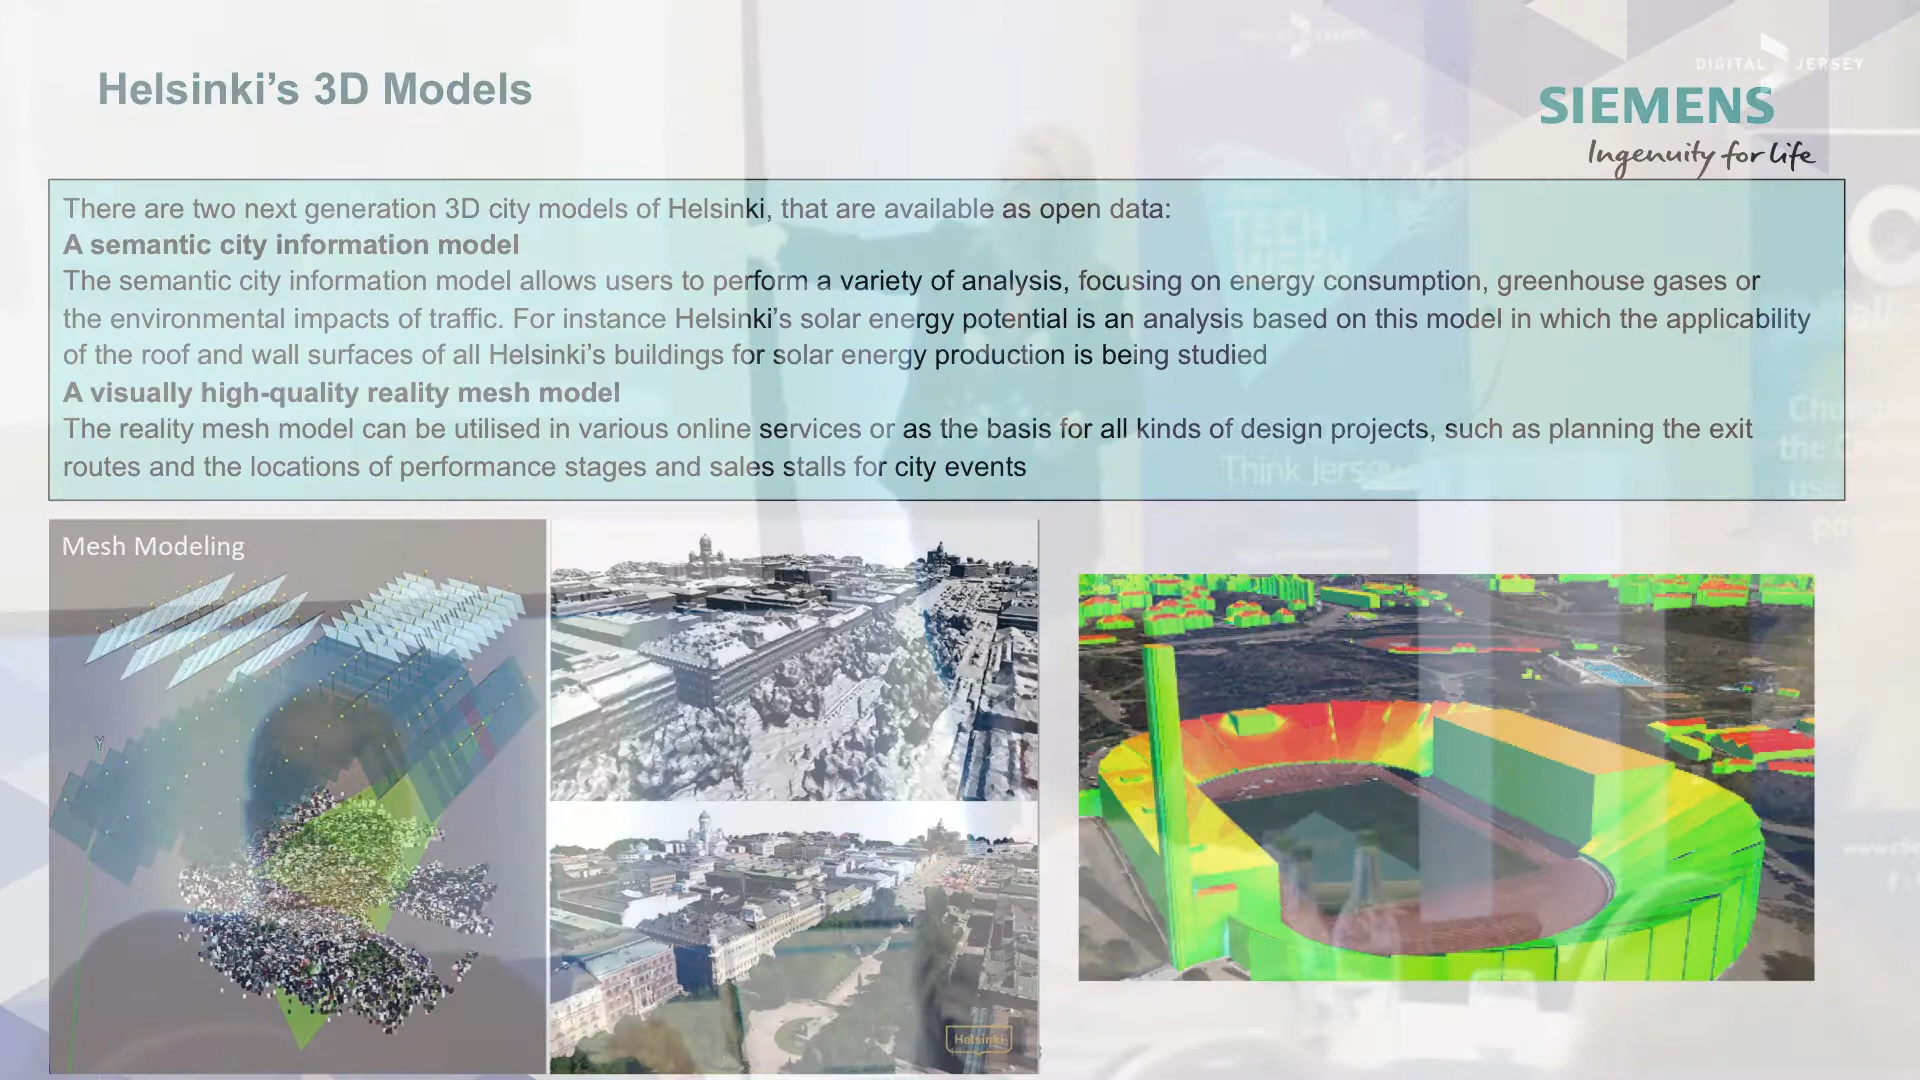 Helsinki's 3D Models
DIGITAL JERSEY
SIEMENS
Ingenuity for life
There are two next generation 3D city models of Helsinki, that are available as open data:
A semantic city information model
The semantic city information model allows users to perform a variety of analysis, focusing on energy consumption, greenhouse gases or
the environmental impacts of traffic. For instance Helsinki's solar energy potential is an analysis based on this model in which the applicability
of the roof and wall surfaces of all Helsinki's buildings for solar energy production is being studied
A visually high-quality reality mesh model
The reality mesh model can be utilised in various online services or as the basis for all kinds of design projects, such as planning the exit
routes and the locations of performance stages and sales stalls for city events
TECH
WEEK
Think Jersey
the
Mesh Modeling
Y
Helsinki